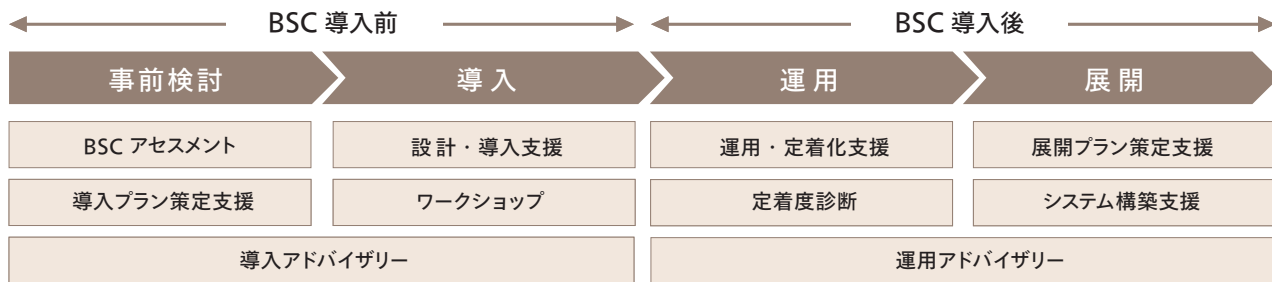 BSC 導入前
BSC 導入後
事前検討
導入
運用
展開
BSC アセスメント
設計・導入支援
運用・定着化支援
展開プラン策定支援
導入プラン策定支援
ワークショップ
定着度診断
システム構築支援
導入アドバイザリー
運用アドバイザリー